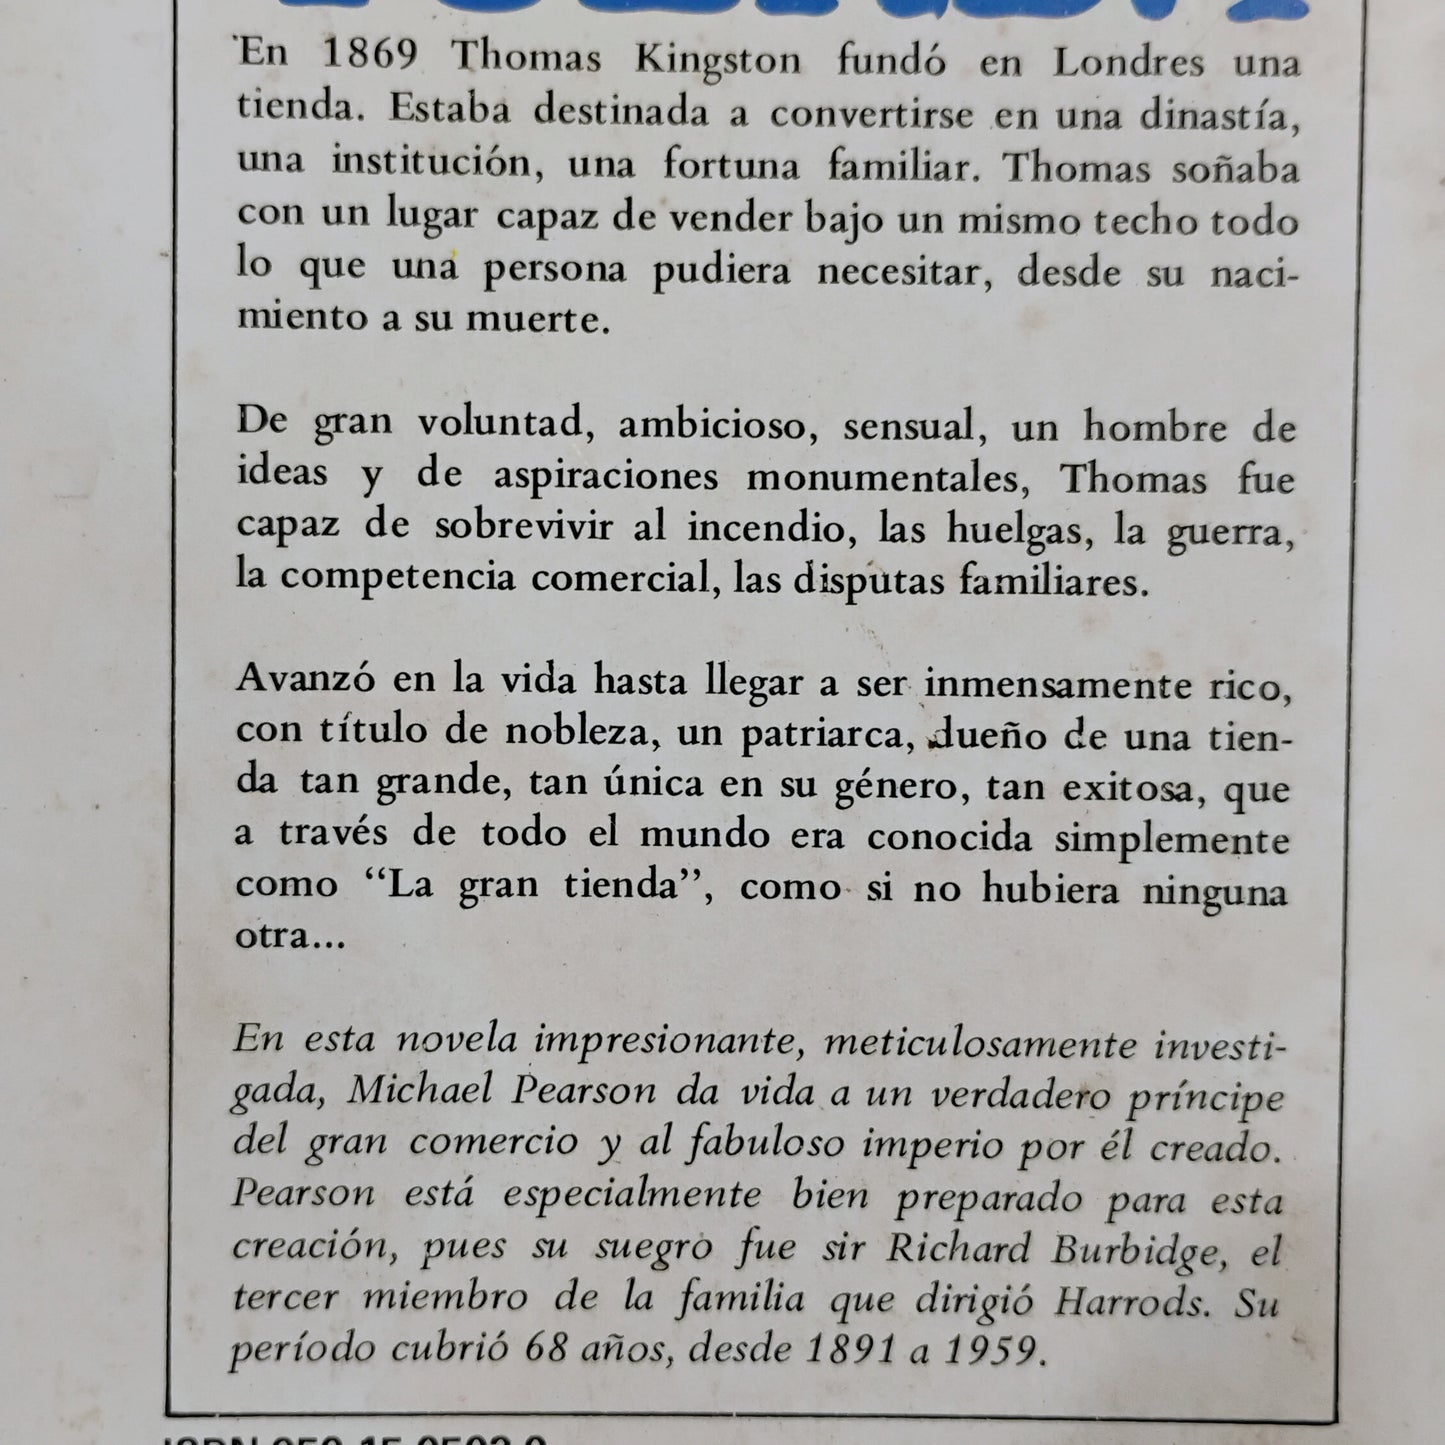 En 1869 Thomas Kingston fundó en Londres una
tienda. Estaba destinada a convertirse en una dinastía,
una institución, una fortuna familiar. Thomas soñaba
con un lugar capaz de vender bajo un mismo techo todo
lo que una persona pudiera necesitar, desde su naci-
miento a su muerte.
De gran voluntad, ambicioso, sensual, un hombre de
ideas y de aspiraciones monumentales, Thomas fue
capaz de sobrevivir al incendio, las huelgas, la guerra,
la competencia comercial, las disputas familiares.
Avanzó en la vida hasta llegar a ser inmensamente rico,
con título de nobleza, un patriarca, dueño de una tien-
da tan grande, tan única en su género, tan exitosa, que
a través de todo el mundo era conocida simplemente
como “La gran tienda”, como si no hubiera ninguna
otra...
En esta novela impresionante, meticulosamente investi-
gada, Michael Pearson da vida a un verdadero príncipe
del gran comercio y al fabuloso imperio por él creado.
Pearson está especialmente bien preparado para esta
creación, pues su suegro fue sir Richard Burbidge, el
tercer miembro de la familia que dirigió Harrods. Su
período cubrió 68 años, desde 1891 a 1959.